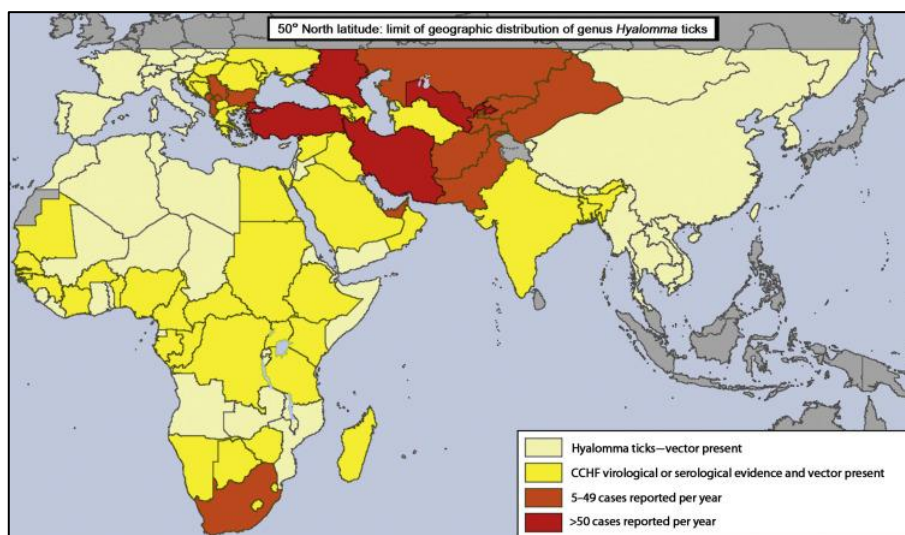 50° North latitude: limit of geographic distribution of genus Hyalomma ticks
Hyalomma ticks—vector present
CCHF virological or serological evidence and vector present
5–49 cases reported per year
>50 cases reported per year